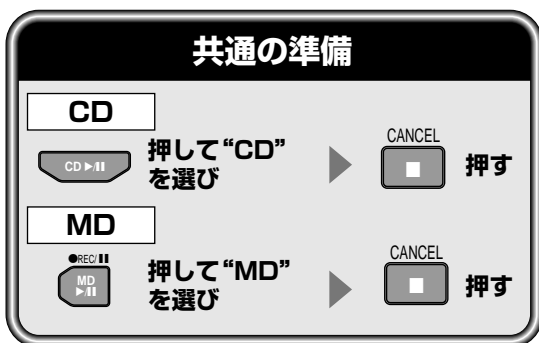 共通の準備
CD
CD ▶/II
押して“CD”
を選び
CANCEL
■
押す
MD
●REC/II
MD
▶/II
押して“MD”
を選び
CANCEL
■
押す